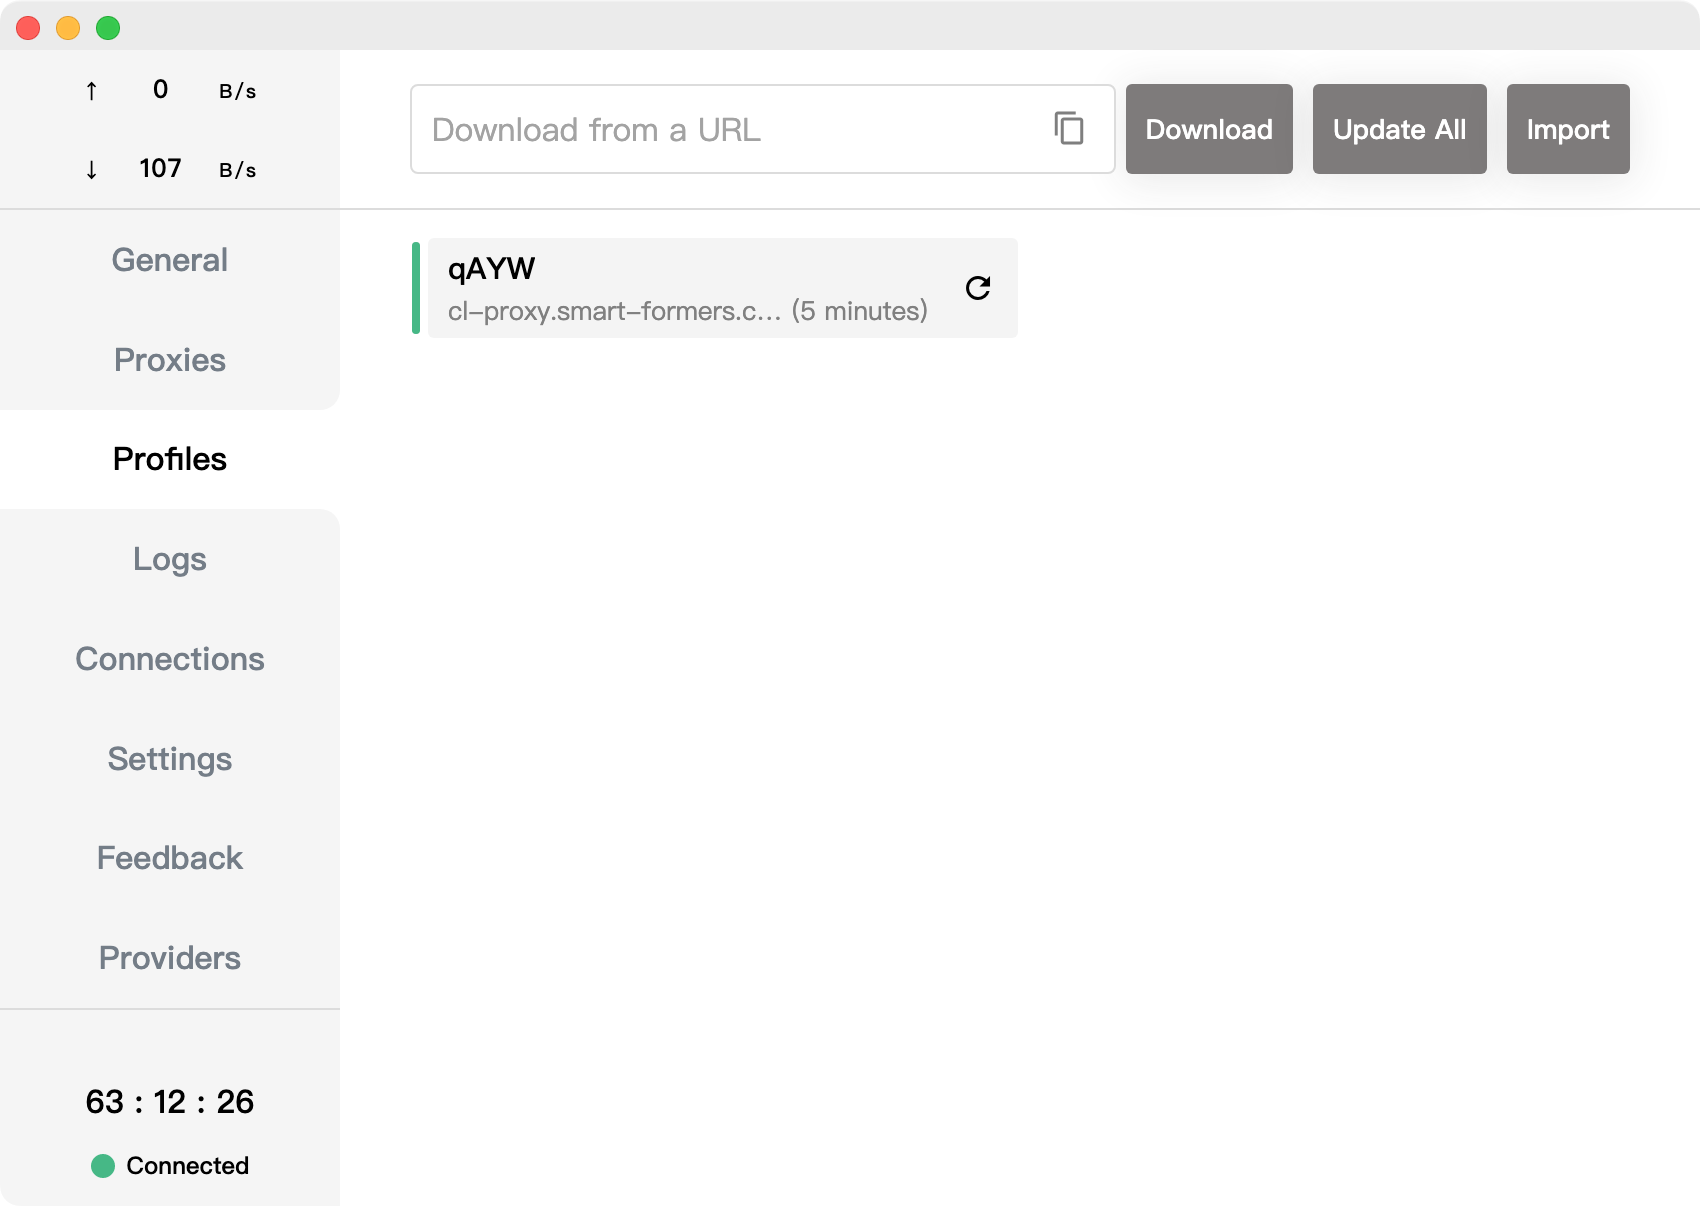 ↑ 0 B/s
↓ 107 B/s
Download from a URL
Download
Update All
Import
General
Proxies
Profiles
Logs
Connections
Settings
Feedback
Providers
qAYW
cl-proxy.smart-formers.c... (5 minutes)
63 : 12 : 26
Connected